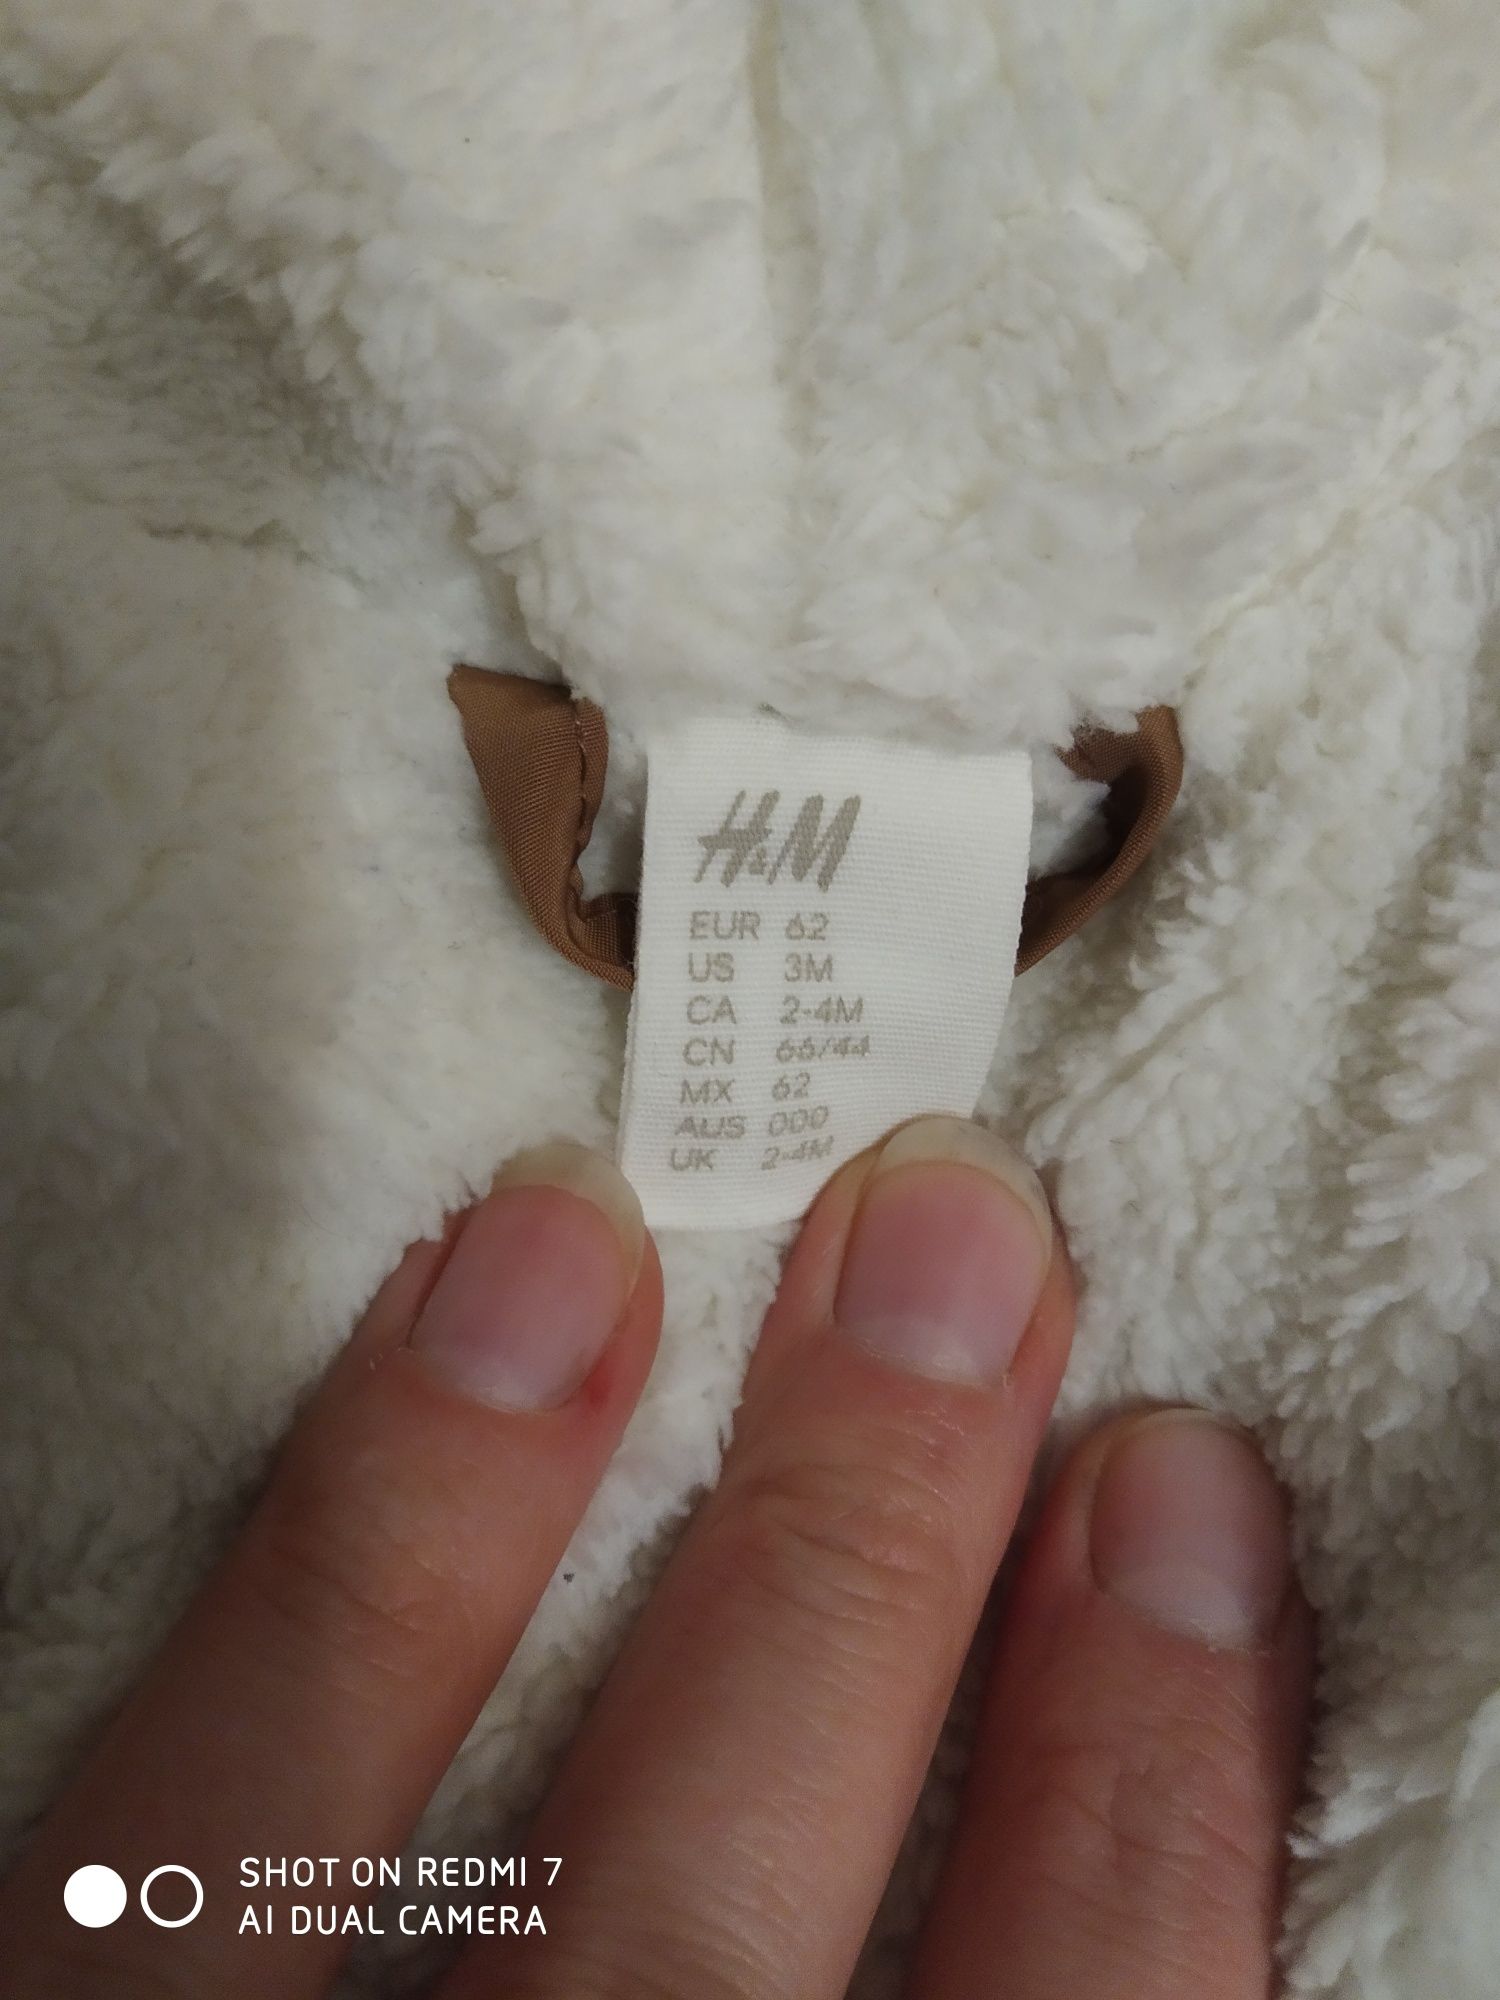 H&M
EUR 62
US 3M
CA 2-4M
CN 66/44
MX 62
AUS 000
UK 2-4M
SHOT ON REDMI 7
AI DUAL CAMERA